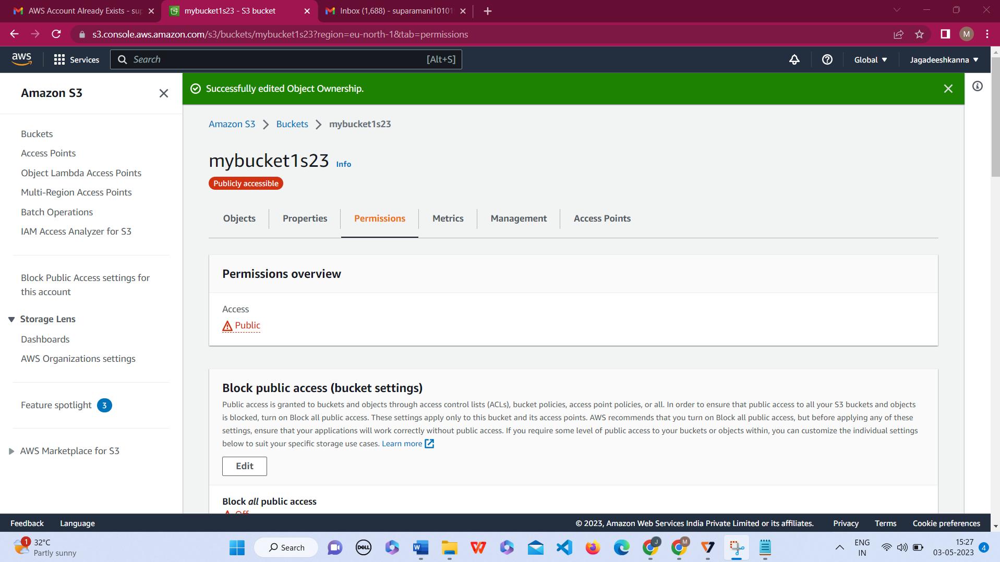 AWS Account Already Exists - sup
mybucket1s23 - S3 bucket
Inbox (1,688) - suparamani10101
s3.console.aws.amazon.com/s3/buckets/mybucket1s23?region=eu-north-1&tab=permissions
M
aws
Services
Search
[Alt+S]
Global
Jagadeeshkanna
Amazon S3
Successfully edited Object Ownership.
Buckets
Access Points
Object Lambda Access Points
Multi-Region Access Points
Batch Operations
IAM Access Analyzer for S3
Block Public Access settings for
this account
Storage Lens
Dashboards
AWS Organizations settings
Feature spotlight 3
AWS Marketplace for S3
Amazon S3 > Buckets > mybucket1s23
mybucket1s23 Info
Publicly accessible
Objects
Properties
Permissions
Metrics
Management
Access Points
Permissions overview
Access
Public
Block public access (bucket settings)
Public access is granted to buckets and objects through access control lists (ACLs), bucket policies, access point policies, or all. In order to ensure that public access to all your S3 buckets and objects
is blocked, turn on Block all public access. These settings apply only to this bucket and its access points. AWS recommends that you turn on Block all public access, but before applying any of these
settings, ensure that your applications will work correctly without public access. If you require some level of public access to your buckets or objects within, you can customize the individual settings
below to suit your specific storage use cases. Learn more
Edit
Block all public access
Off
Feedback
Language
© 2023, Amazon Web Services India Private Limited or its affiliates.
Privacy
Terms
Cookie preferences
1
32°C
Partly sunny
Search
DELL
W
J
M
ENG
IN
15:27
03-05-2023
4